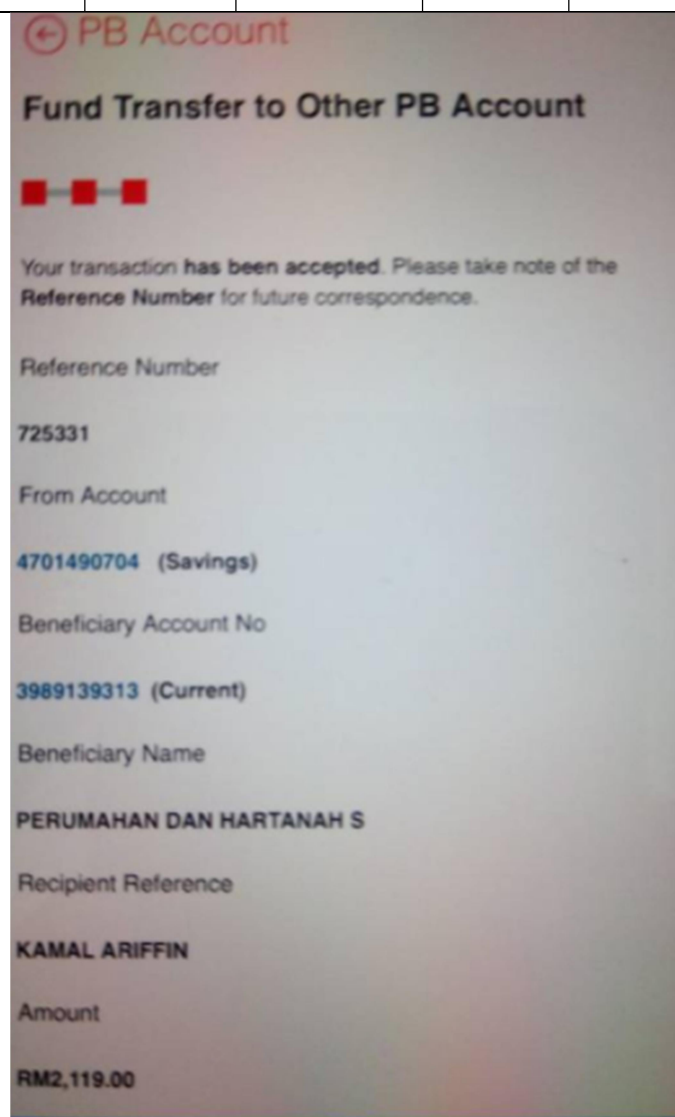 PB Account
Fund Transfer to Other PB Account
Your transaction has been accepted. Please take note of the
Reference Number for future correspondence.
Reference Number
725331
From Account
4701490704 (Savings)
Beneficiary Account No
3989139313 (Current)
Beneficiary Name
PERUMAHAN DAN HARTANAH S
Recipient Reference
KAMAL ARIFFIN
Amount
RM2,119.00